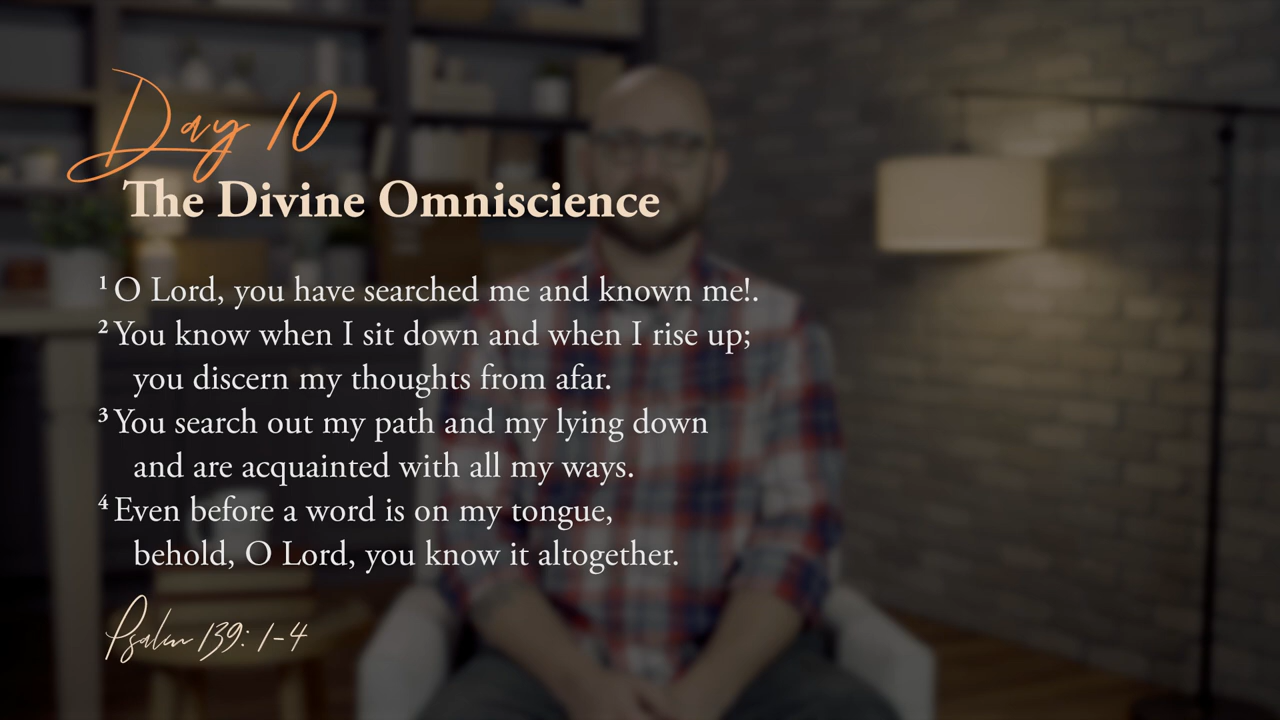 Day 10
The Divine Omniscience
¹ O Lord, you have searched me and known me!.
² You know when I sit down and when I rise up;
you discern my thoughts from afar.
³ You search out my path and my lying down
and are acquainted with all my ways.
⁴ Even before a word is on my tongue,
behold, O Lord, you know it altogether.
Psalm 139: 1-4